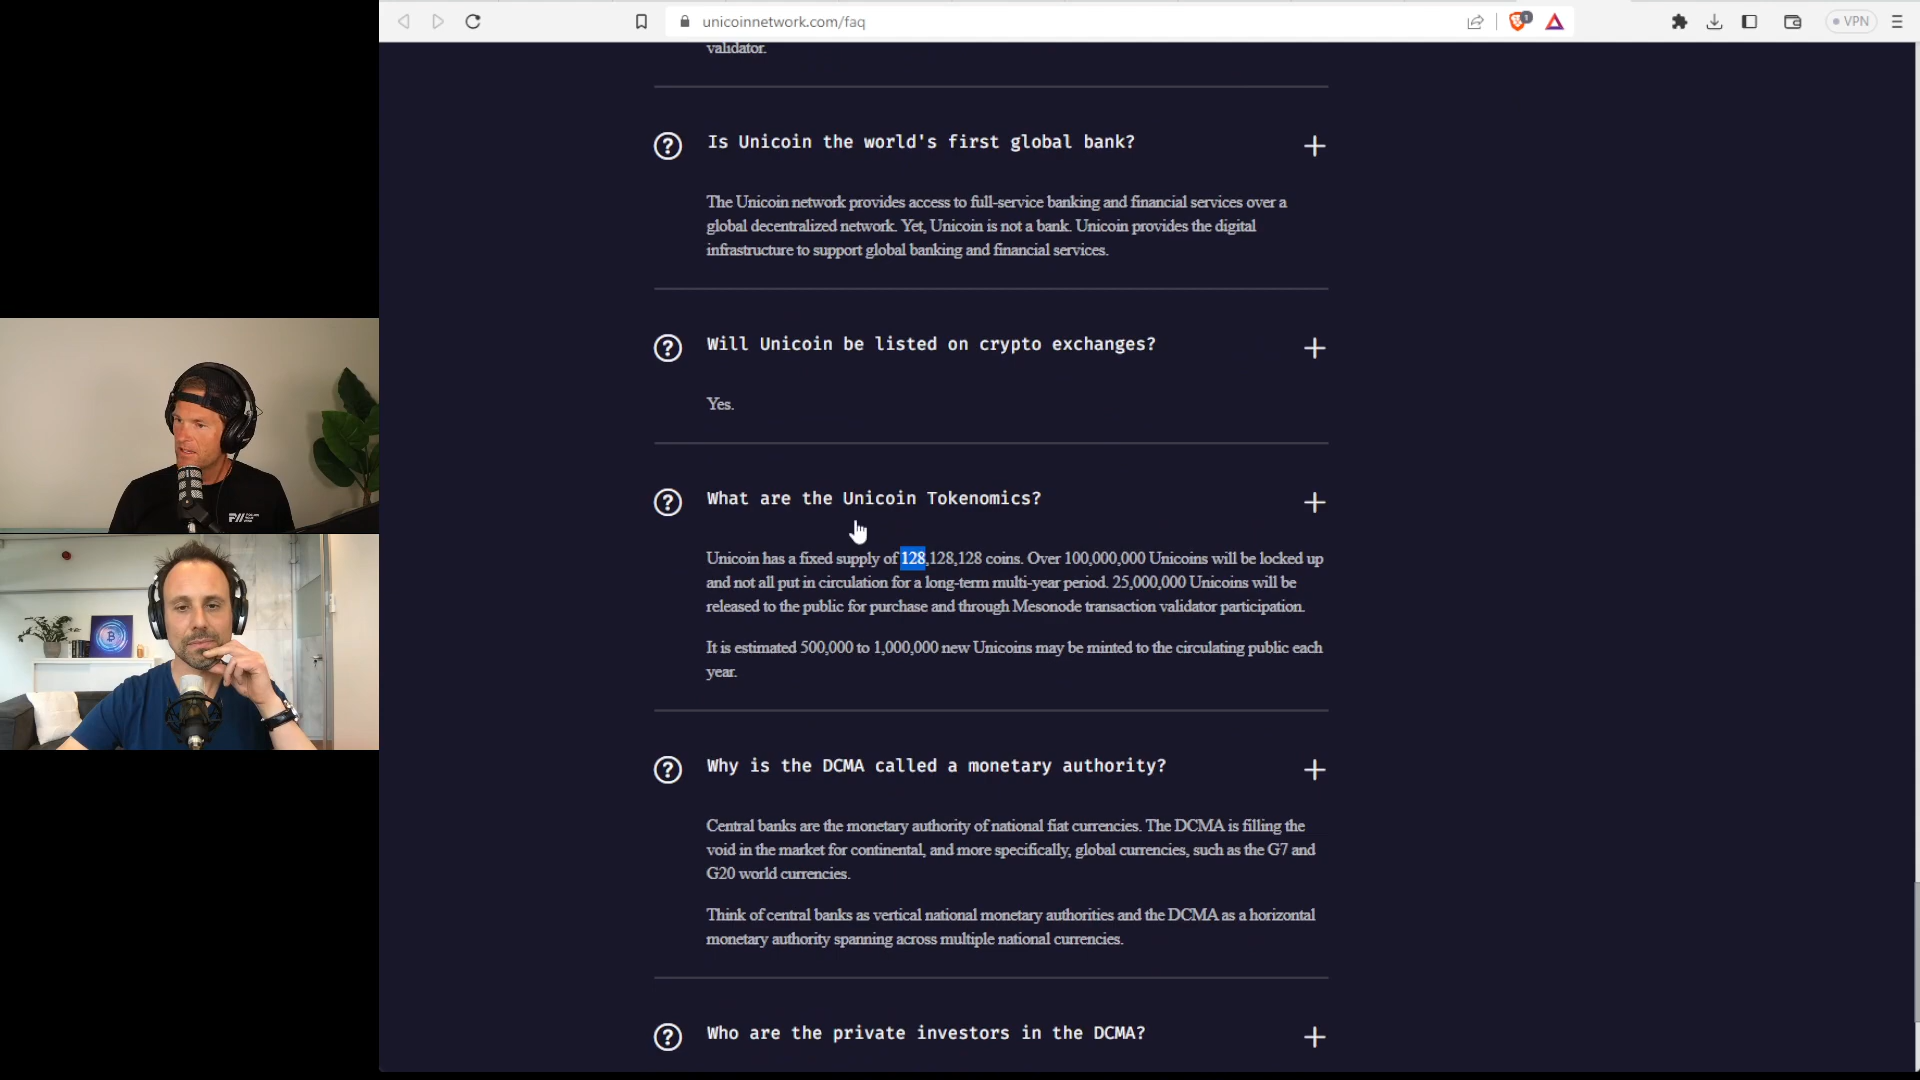 unicoinnetwork.com/faq
1
VPN
validator.
Is Unicoin the world's first global bank?
The Unicoin network provides access to full-service banking and financial services over a
global decentralized network. Yet, Unicoin is not a bank. Unicoin provides the digital
infrastructure to support global banking and financial services.
Will Unicoin be listed on crypto exchanges?
Yes.
What are the Unicoin Tokenomics?
Unicoin has a fixed supply of 128,128,128 coins. Over 100,000,000 Unicoins will be locked up
and not all put in circulation for a long-term multi-year period. 25,000,000 Unicoins will be
released to the public for purchase and through Mesonode transaction validator participation.
It is estimated 500,000 to 1,000,000 new Unicoins may be minted to the circulating public each
year.
Why is the DCMA called a monetary authority?
Central banks are the monetary authority of national fiat currencies. The DCMA is filling the
void in the market for continental, and more specifically, global currencies, such as the G7 and
G20 world currencies.
Think of central banks as vertical national monetary authorities and the DCMA as a horizontal
monetary authority spanning across multiple national currencies.
Who are the private investors in the DCMA?